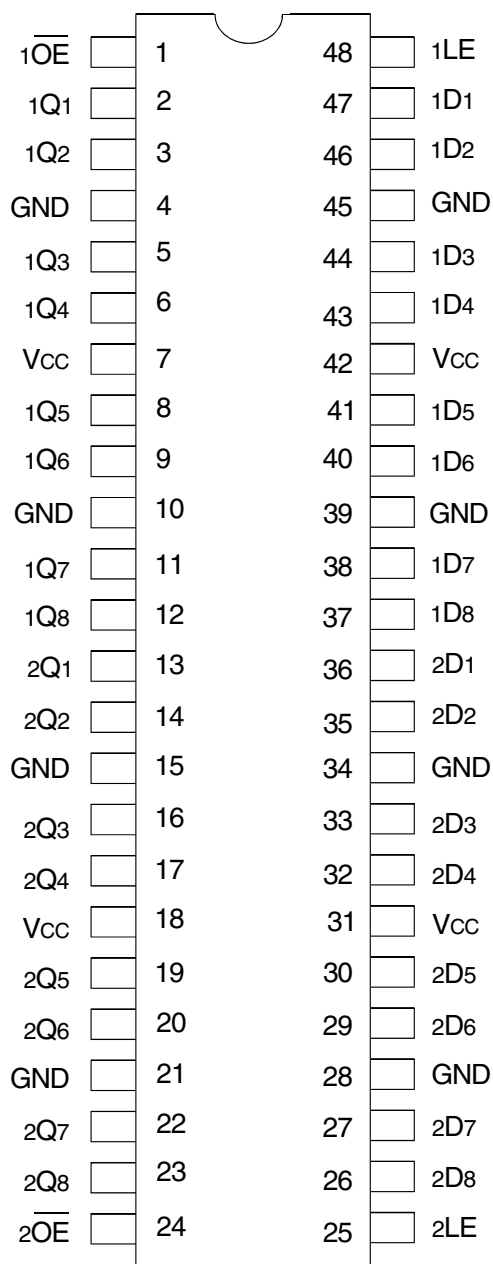 1OE 1 48 1LE
1Q1 2 47 1D1
1Q2 3 46 1D2
GND 4 45 GND
1Q3 5 44 1D3
1Q4 6 43 1D4
VCC 7 42 VCC
1Q5 8 41 1D5
1Q6 9 40 1D6
GND 10 39 GND
1Q7 11 38 1D7
1Q8 12 37 1D8
2Q1 13 36 2D1
2Q2 14 35 2D2
GND 15 34 GND
2Q3 16 33 2D3
2Q4 17 32 2D4
VCC 18 31 VCC
2Q5 19 30 2D5
2Q6 20 29 2D6
GND 21 28 GND
2Q7 22 27 2D7
2Q8 23 26 2D8
2OE 24 25 2LE